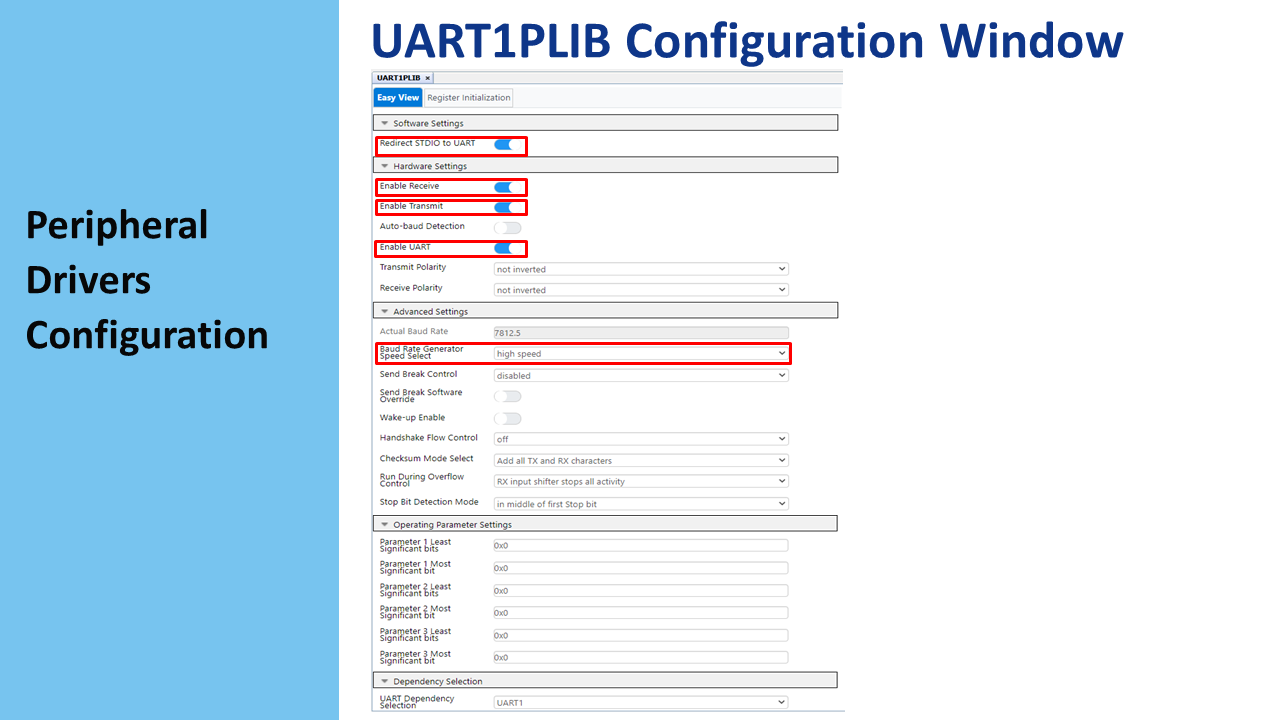 UART1PLIB Configuration Window
Peripheral
Drivers
Configuration
UART1PLIB ×
Easy View Register Initialization
Software Settings
Redirect STDIO to UART
Hardware Settings
Enable Receive
Enable Transmit
Auto-baud Detection
Enable UART
Transmit Polarity not inverted
Receive Polarity not inverted
Advanced Settings
Actual Baud Rate 7812.5
Baud Rate Generator
Speed Select high speed
Send Break Control disabled
Send Break Software
Override
Wake-up Enable
Handshake Flow Control off
Checksum Mode Select Add all TX and RX characters
Run During Overflow
Control RX input shifter stops all activity
Stop Bit Detection Mode in middle of first Stop bit
Operating Parameter Settings
Parameter 1 Least
Significant bits 0x0
Parameter 1 Most
Significant bit 0x0
Parameter 2 Least
Significant bits 0x0
Parameter 2 Most
Significant bit 0x0
Parameter 3 Least
Significant bits 0x0
Parameter 3 Most
Significant bit 0x0
Dependency Selection
UART Dependency
Selection UART1